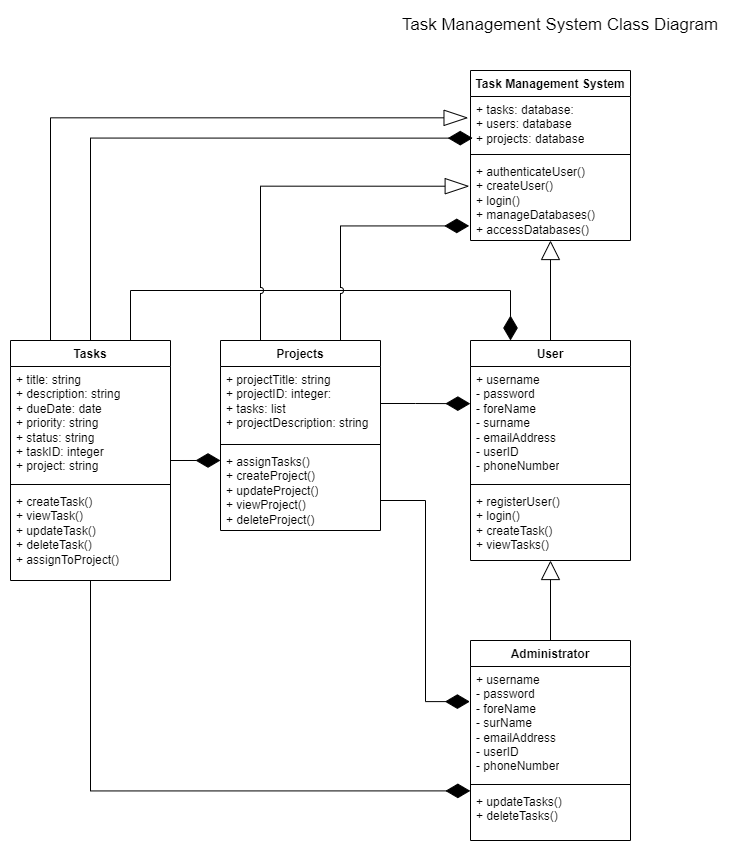 Task Management System Class Diagram
Task Management System
+ tasks: database:
+ users: database
+ projects: database
+ authenticateUser()
+ createUser()
+ login()
+ manageDatabases()
+ accessDatabases()
Tasks
+ title: string
+ description: string
+ dueDate: date
+ priority: string
+ status: string
+ taskID: integer
+ project: string
+ createTask()
+ viewTask()
+ updateTask()
+ deleteTask()
+ assignToProject()
Projects
+ projectTitle: string
+ projectID: integer:
+ tasks: list
+ projectDescription: string
+ assignTasks()
+ createProject()
+ updateProject()
+ viewProject()
+ deleteProject()
User
+ username
- password
- foreName
- surname
- emailAddress
- userID
- phoneNumber
+ registerUser()
+ login()
+ createTask()
+ viewTasks()
Administrator
+ username
- password
- foreName
- surName
- emailAddress
- userID
- phoneNumber
+ updateTasks()
+ deleteTasks()